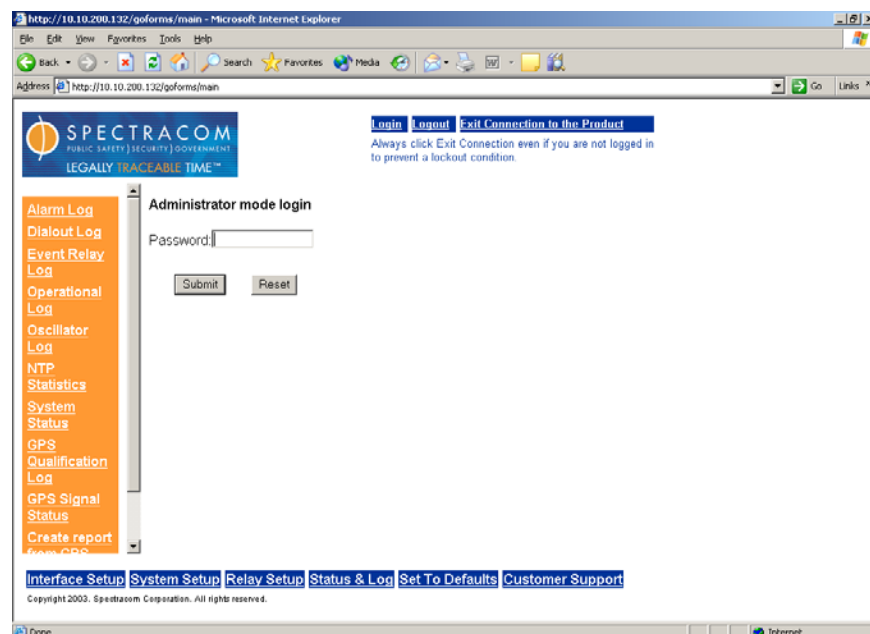 http://10.10.200.132/goforms/main - Microsoft Internet Explorer
File Edit View Favorites Tools Help
Back Search Favorites Media
Address http://10.10.200.132/goforms/main Go Links
SPECTRACOM
PUBLIC SAFETY } SECURITY } GOVERNMENT
LEGALLY TRACEABLE TIME™
Login Logout Exit Connection to the Product
Always click Exit Connection even if you are not logged in
to prevent a lockout condition.
Alarm Log
Dialout Log
Event Relay
Log
Operational
Log
Oscillator
Log
NTP
Statistics
System
Status
GPS
Qualification
Log
GPS Signal
Status
Create report
from GPS
Administrator mode login
Password:
Submit Reset
Interface Setup System Setup Relay Setup Status & Log Set To Defaults Customer Support
Copyright 2003. Spectracom Corporation. All rights reserved.
Done Internet